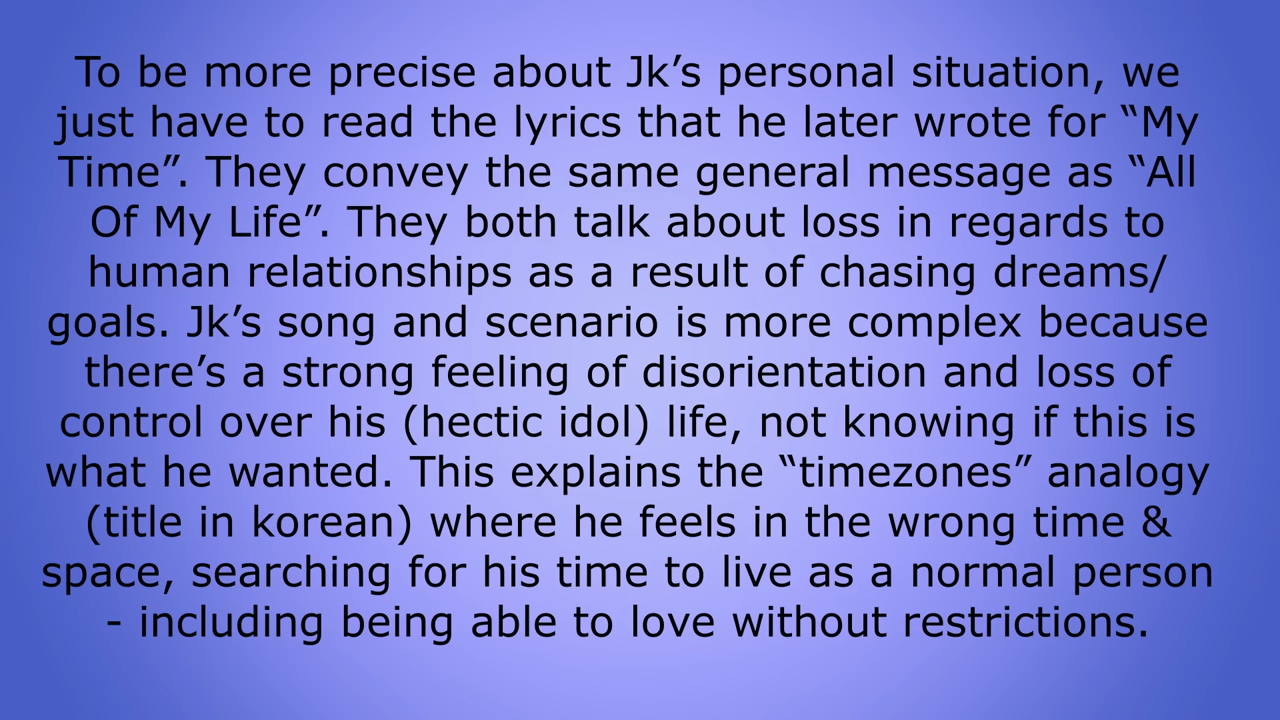 To be more precise about Jk’s personal situation, we
just have to read the lyrics that he later wrote for “My
Time”. They convey the same general message as “All
Of My Life”. They both talk about loss in regards to
human relationships as a result of chasing dreams/
goals. Jk’s song and scenario is more complex because
there’s a strong feeling of disorientation and loss of
control over his (hectic idol) life, not knowing if this is
what he wanted. This explains the “timezones” analogy
(title in korean) where he feels in the wrong time &
space, searching for his time to live as a normal person
- including being able to love without restrictions.